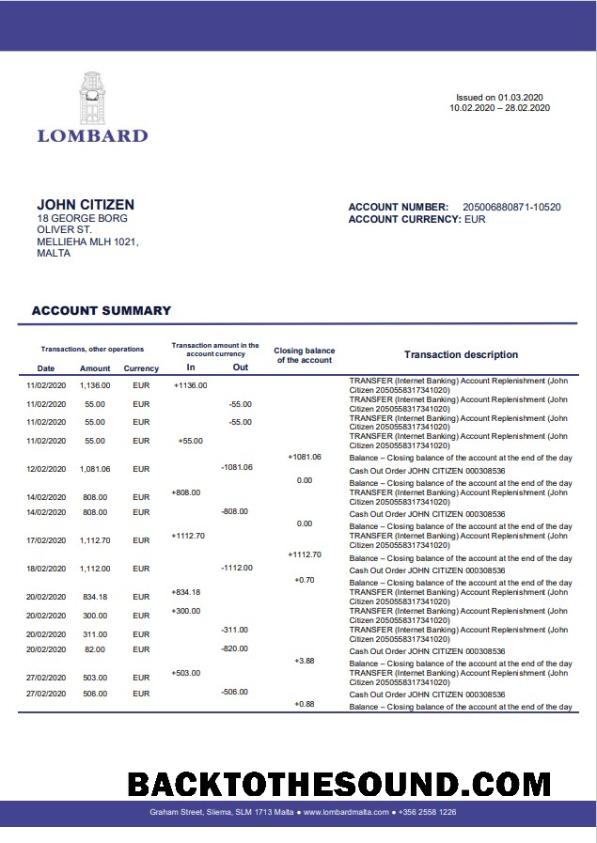 Issued on 01.03.2020
10.02.2020 – 28.02.2020
LOMBARD
JOHN CITIZEN
18 GEORGE BORG
OLIVER ST.
MELLIEHA MLH 1021,
MALTA
ACCOUNT NUMBER: 205006880871-10520
ACCOUNT CURRENCY: EUR
ACCOUNT SUMMARY
Transactions, other operations
Transaction amount in the
account currency
Closing balance
of the account
Transaction description
Date Amount Currency In Out
11/02/2020 1,136.00 EUR +1136.00 TRANSFER (Internet Banking) Account Replenishment (John
Citizen 2050558317341020)
11/02/2020 55.00 EUR -55.00 TRANSFER (Internet Banking) Account Replenishment (John
Citizen 2050558317341020)
11/02/2020 55.00 EUR -55.00 TRANSFER (Internet Banking) Account Replenishment (John
Citizen 2050558317341020)
11/02/2020 55.00 EUR +55.00 TRANSFER (Internet Banking) Account Replenishment (John
Citizen 2050558317341020)
+1081.06 Balance – Closing balance of the account at the end of the day
12/02/2020 1,081.06 EUR -1081.06 Cash Out Order JOHN CITIZEN 000308536
0.00 Balance – Closing balance of the account at the end of the day
14/02/2020 808.00 EUR +808.00 TRANSFER (Internet Banking) Account Replenishment (John
Citizen 2050558317341020)
14/02/2020 808.00 EUR -808.00 Cash Out Order JOHN CITIZEN 000308536
0.00 Balance – Closing balance of the account at the end of the day
17/02/2020 1,112.70 EUR +1112.70 TRANSFER (Internet Banking) Account Replenishment (John
Citizen 2050558317341020)
+1112.70 Balance – Closing balance of the account at the end of the day
18/02/2020 1,112.00 EUR -1112.00 Cash Out Order JOHN CITIZEN 000308536
+0.70 Balance – Closing balance of the account at the end of the day
20/02/2020 834.18 EUR +834.18 TRANSFER (Internet Banking) Account Replenishment (John
Citizen 2050558317341020)
20/02/2020 300.00 EUR +300.00 TRANSFER (Internet Banking) Account Replenishment (John
Citizen 2050558317341020)
20/02/2020 311.00 EUR -311.00 TRANSFER (Internet Banking) Account Replenishment (John
Citizen 2050558317341020)
20/02/2020 82.00 EUR -820.00 Cash Out Order JOHN CITIZEN 000308536
+3.88 Balance – Closing balance of the account at the end of the day
27/02/2020 503.00 EUR +503.00 TRANSFER (Internet Banking) Account Replenishment (John
Citizen 2050558317341020)
27/02/2020 506.00 EUR -506.00 Cash Out Order JOHN CITIZEN 000308536
+0.88 Balance – Closing balance of the account at the end of the day
BACKTOTHESOUND.COM
Graham Street, Sliema, SLM 1713 Malta ● www.lombardmalta.com ● +356 2558 1226